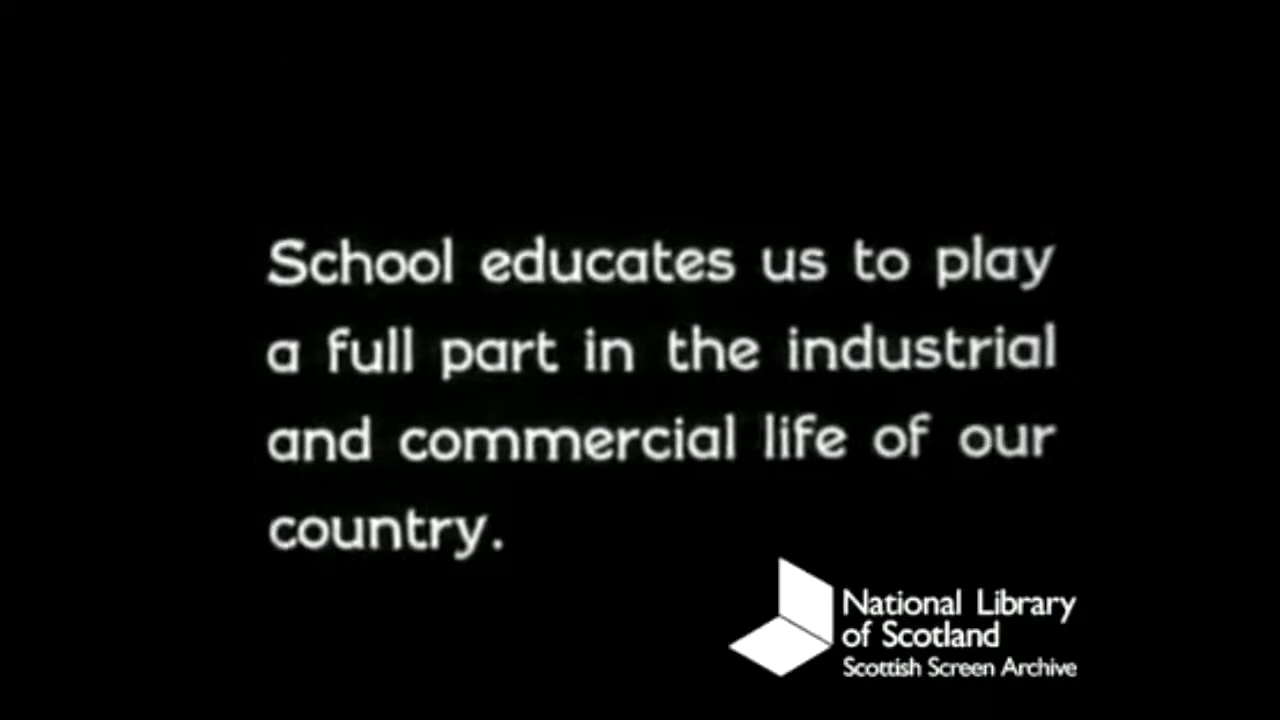 School educates us to play
a full part in the industrial
and commercial life of our
country.
National Library
of Scotland
Scottish Screen Archive